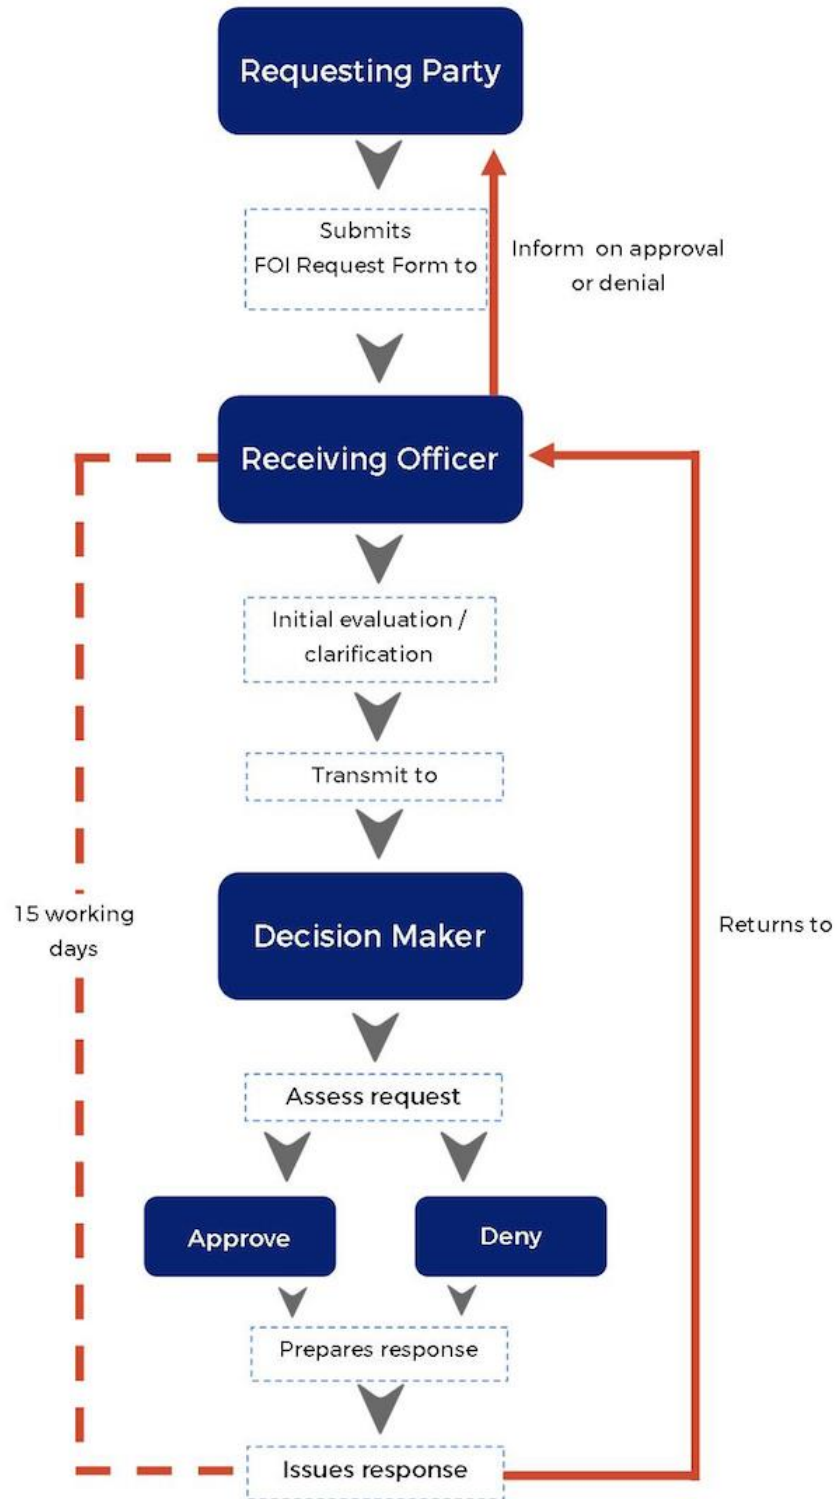 Requesting Party
Submits
FOI Request Form to
Inform on approval
or denial
Receiving Officer
Initial evaluation /
clarification
Transmit to
Decision Maker
15 working
days
Returns to
Assess request
Approve
Deny
Prepares response
Issues response